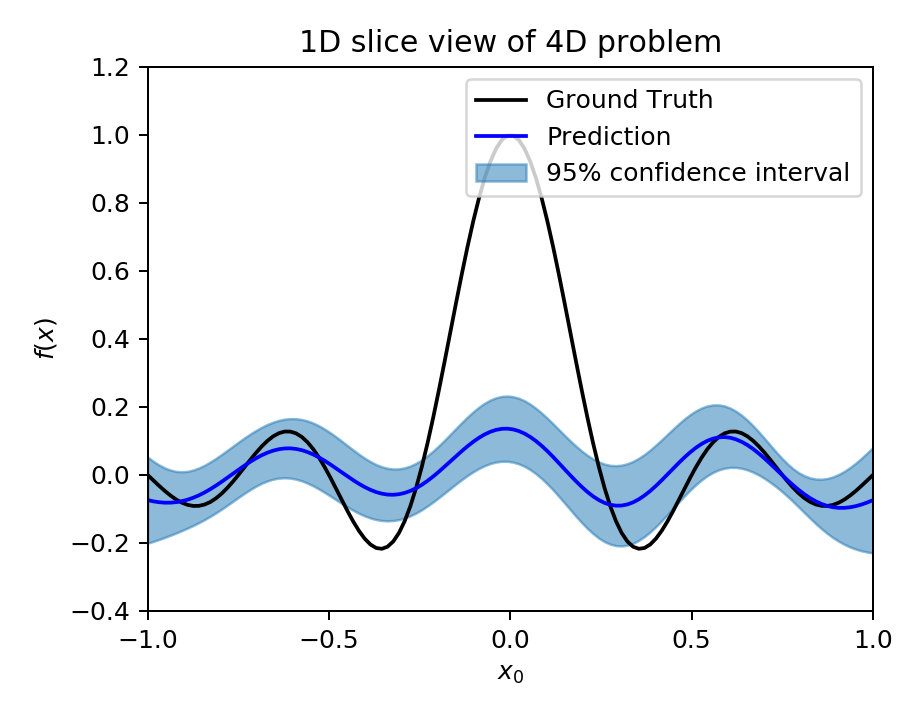 1D slice view of 4D problem
1.2
1.0
0.8
0.6
0.4
0.2
0.0
−0.2
−0.4
f(x)
Ground Truth
Prediction
95% confidence interval
−1.0 −0.5 0.0 0.5 1.0
x₀